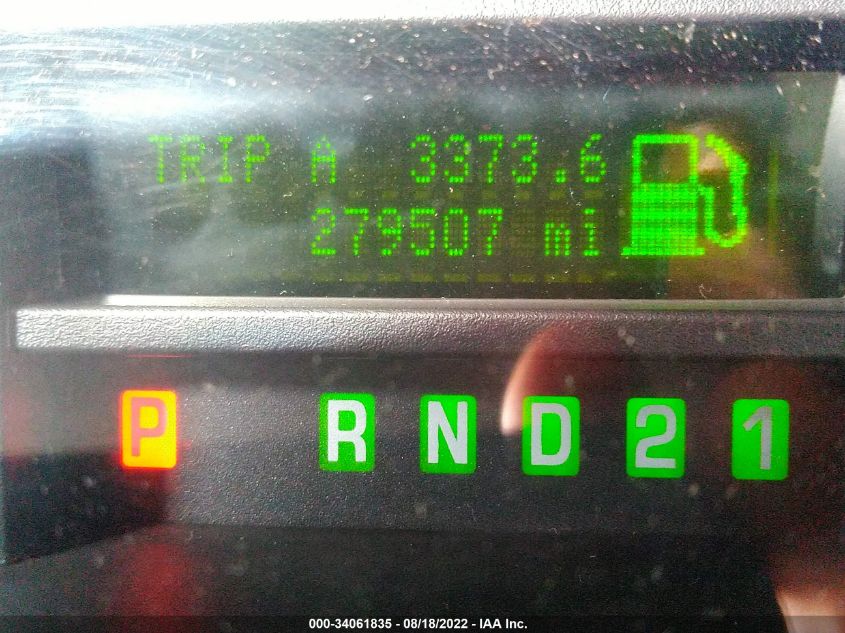 TRIP A 3373.6
279507 mi
P R N D 2 1
000-34061835 - 08/18/2022 - IAA Inc.